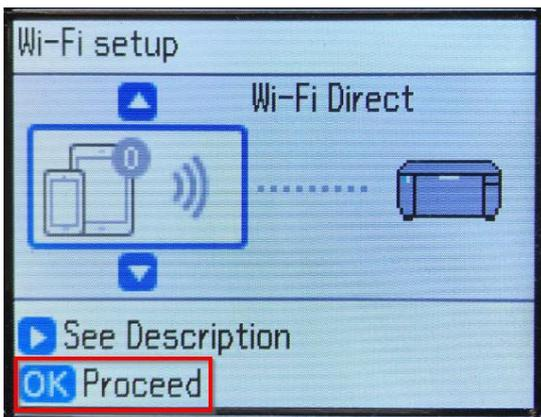 Wi-Fi setup
Wi-Fi Direct
0
See Description
OK Proceed